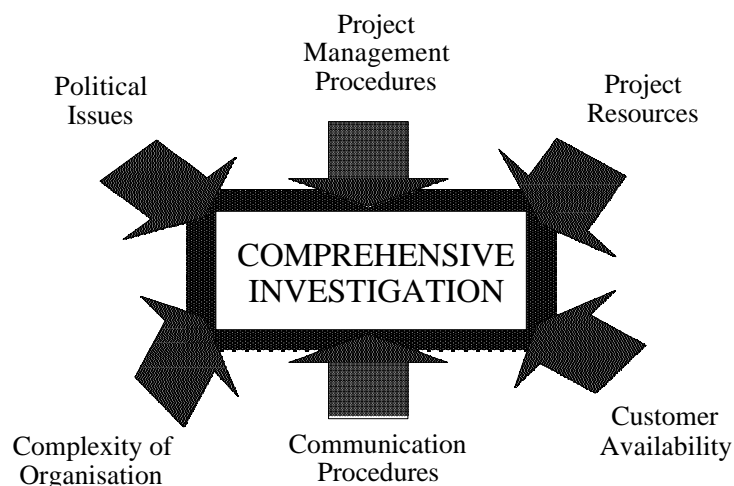 Project
Management
Procedures
Political
Issues
Project
Resources
COMPREHENSIVE
INVESTIGATION
Complexity of
Organisation
Communication
Procedures
Customer
Availability